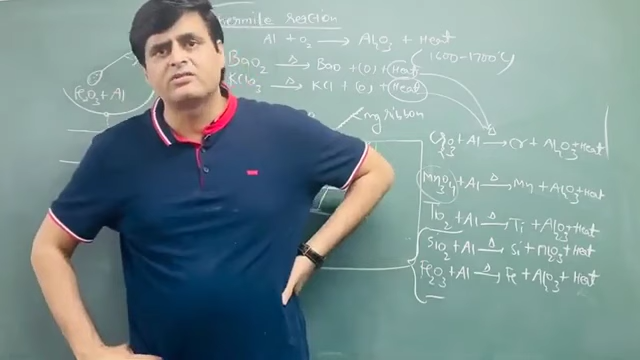 Thermite reaction
Al + O₂ → Al₂O₃ + Heat
1600-1700°C
BaO₂ →Δ BaO + (O) + Heat
KClO₃ →Δ KCl + (O) + Heat
Fe₂O₃ + Al
mg ribbon
Cr₂O₃ + Al → Cr + Al₂O₃ + Heat
Δ
Mn₃O₄ + Al →Δ Mn + Al₂O₃ + Heat
TiO₂ + Al →Δ Ti + Al₂O₃ + Heat
SiO₂ + Al →Δ Si + Al₂O₃ + Heat
Fe₂O₃ + Al →Δ Fe + Al₂O₃ + Heat